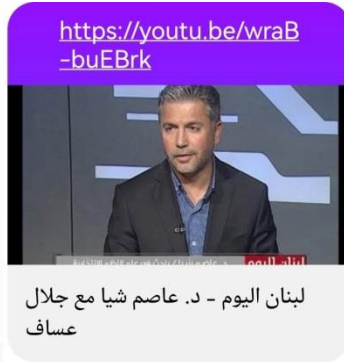 https://youtu.be/wraB
-buEBrk
لبنان اليوم
لبنان اليوم - د. عاصم شيا مع جلال
عساف